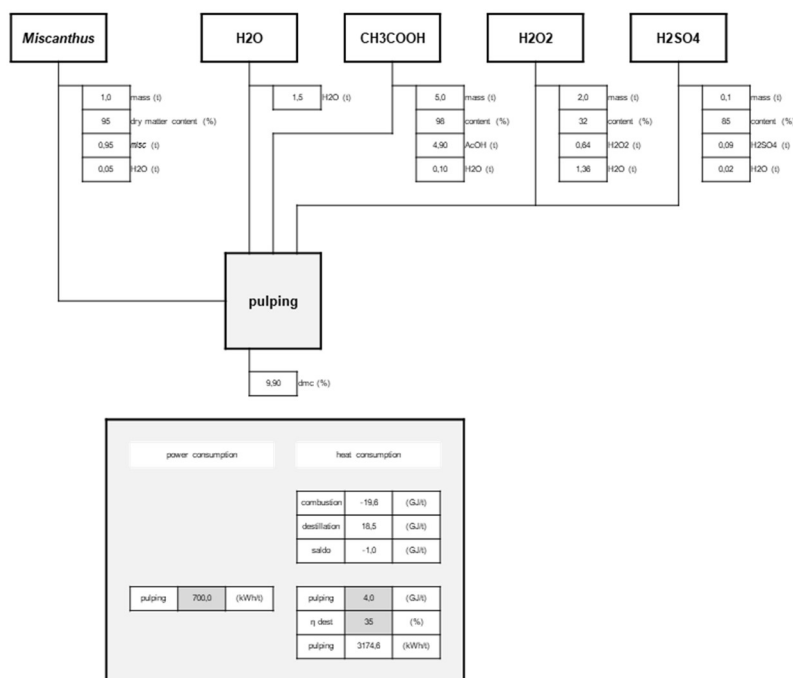 Miscanthus H2O CH3COOH H2O2 H2SO4
1,0 mass (t) 1,5 H2O (t) 5,0 mass (t) 2,0 mass (t) 0,1 mass (t)
95 dry matter content (%) 98 content (%) 32 content (%) 85 content (%)
0,95 misc (t) 4,90 AcOH (t) 0,64 H2O2 (t) 0,09 H2SO4 (t)
0,05 H2O (t) 0,10 H2O (t) 1,36 H2O (t) 0,02 H2O (t)
pulping
9,90 dmc (%)
power consumption heat consumption
combustion -19,6 (GJ/t)
destillation 18,5 (GJ/t)
saldo -1,0 (GJ/t)
pulping 700,0 (kWh/t) pulping 4,0 (GJ/t)
η dest 35 (%)
pulping 3174,6 (kWh/t)